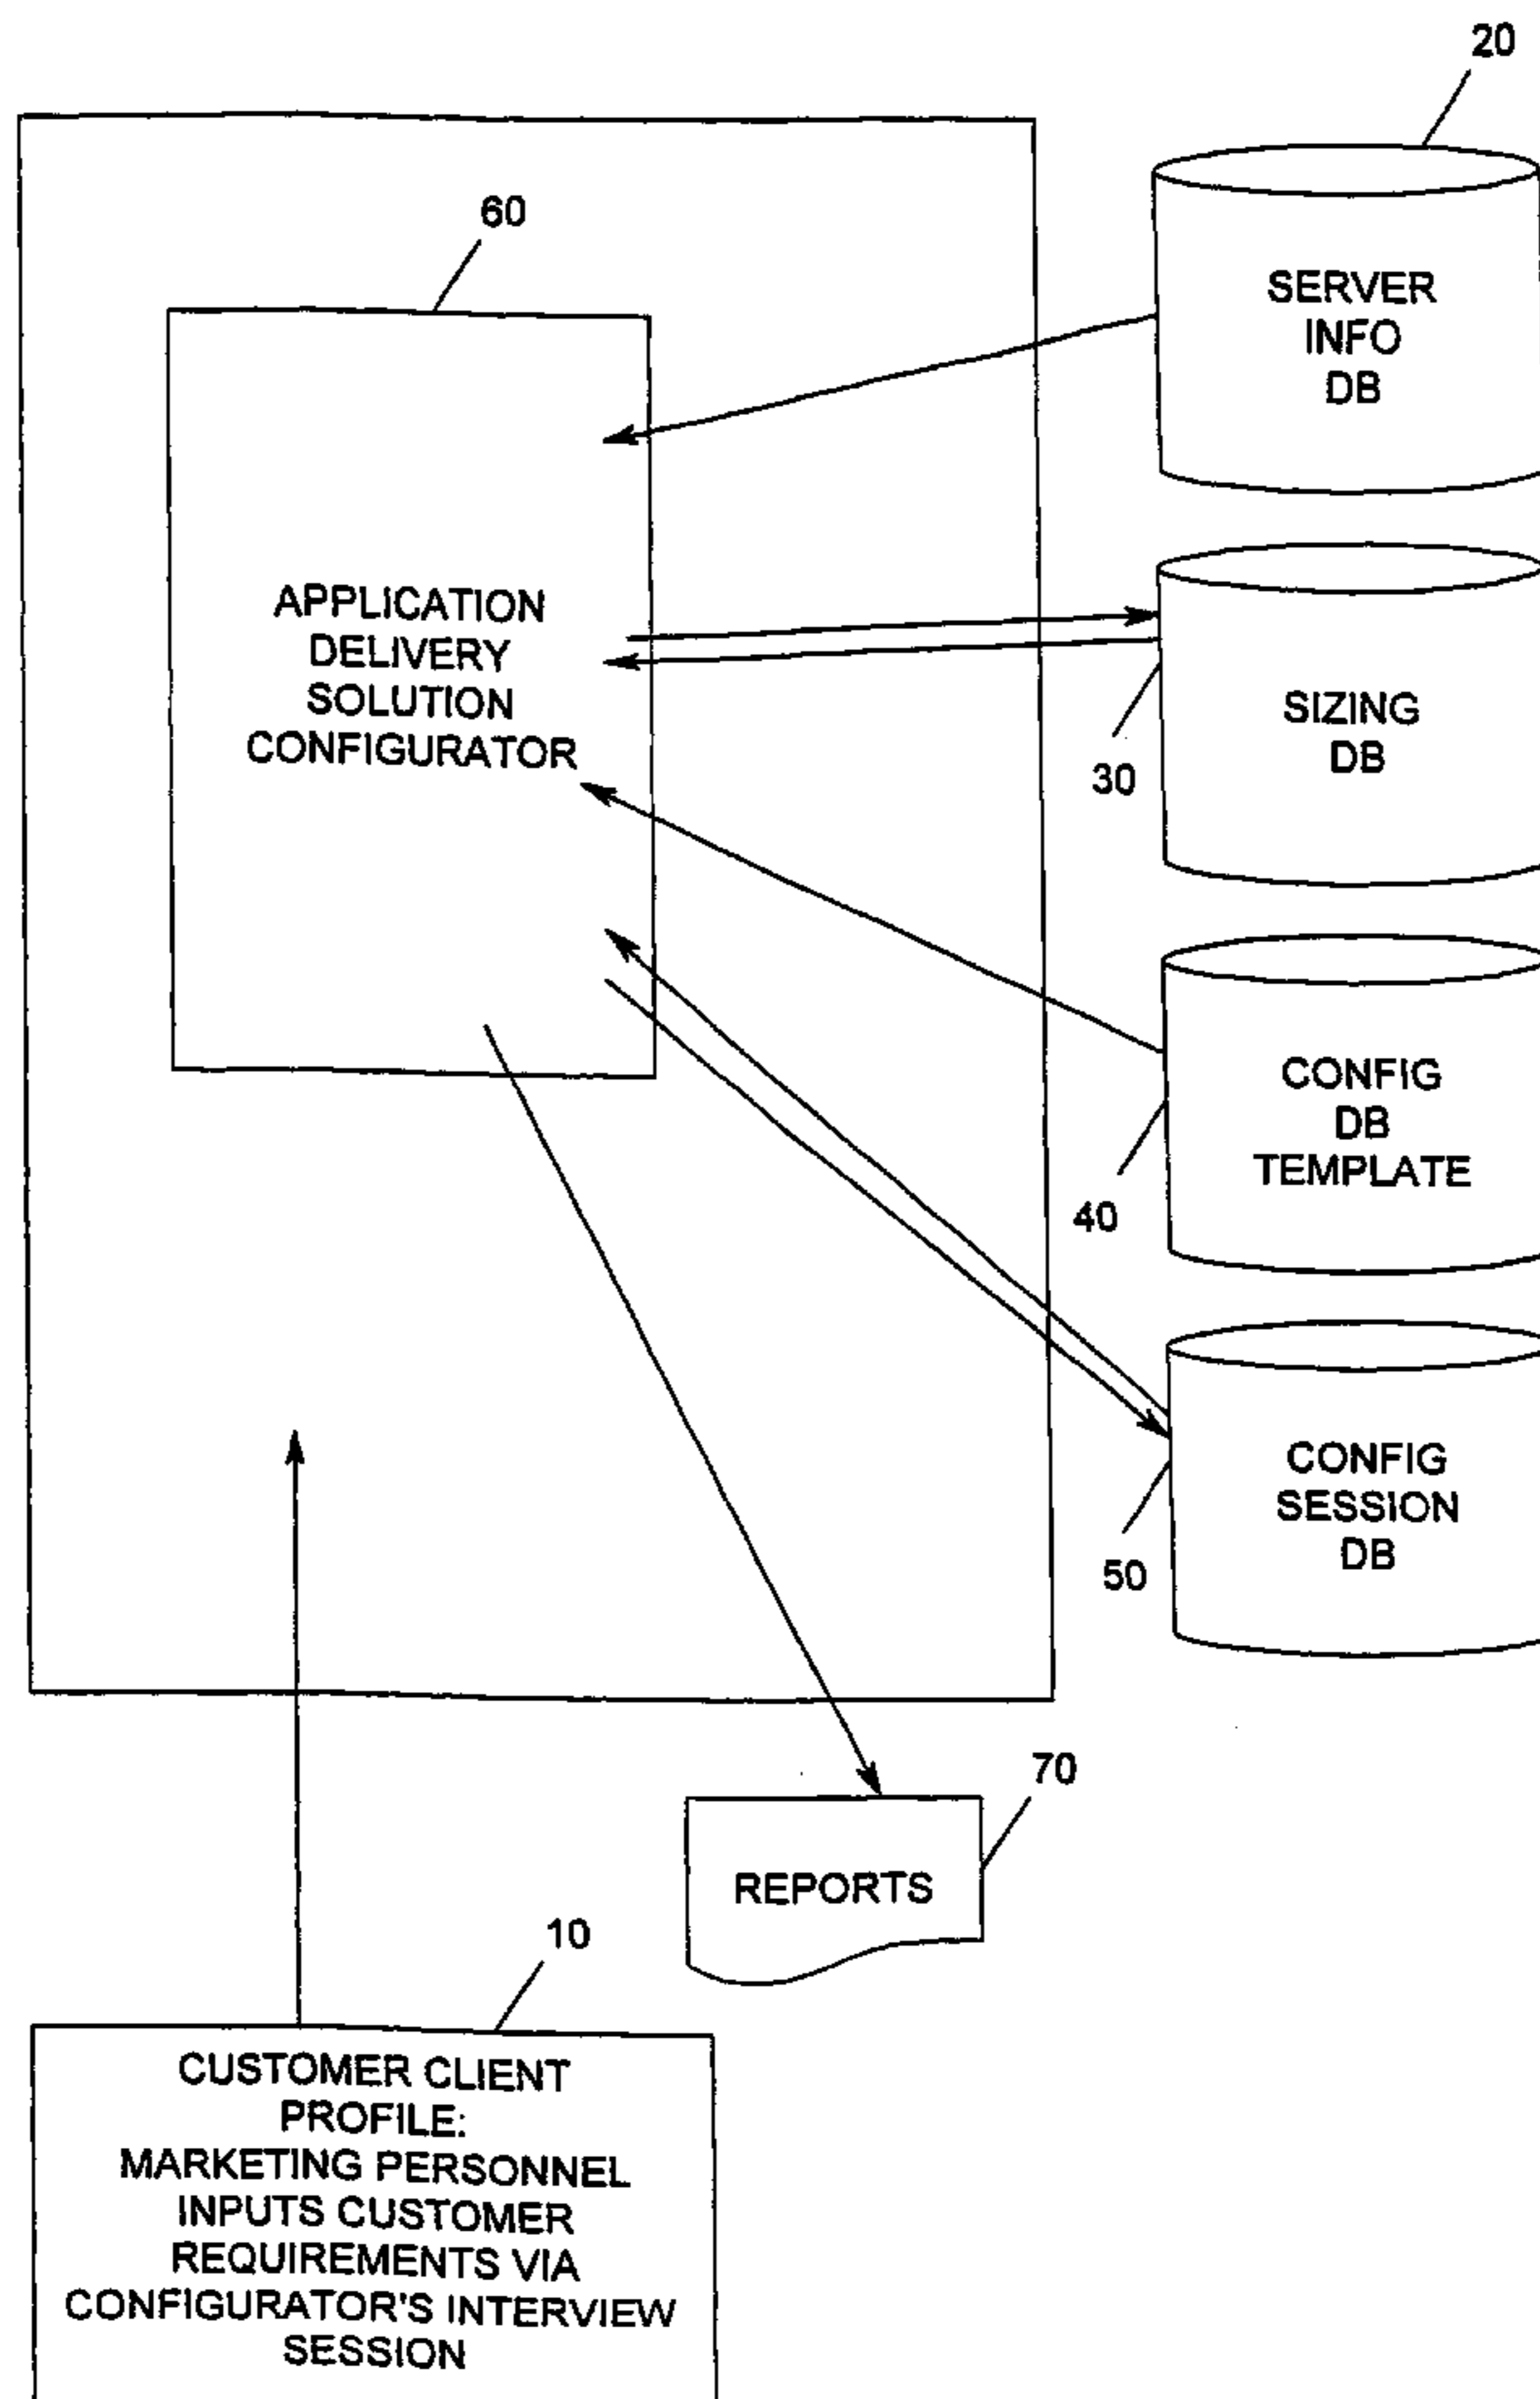 20
SERVER
INFO
DB
60
APPLICATION
DELIVERY
SOLUTION
CONFIGURATOR
30
SIZING
DB
CONFIG
DB
TEMPLATE
40
CONFIG
SESSION
DB
50
70
REPORTS
10
CUSTOMER CLIENT
PROFILE:
MARKETING PERSONNEL
INPUTS CUSTOMER
REQUIREMENTS VIA
CONFIGURATOR'S INTERVIEW
SESSION